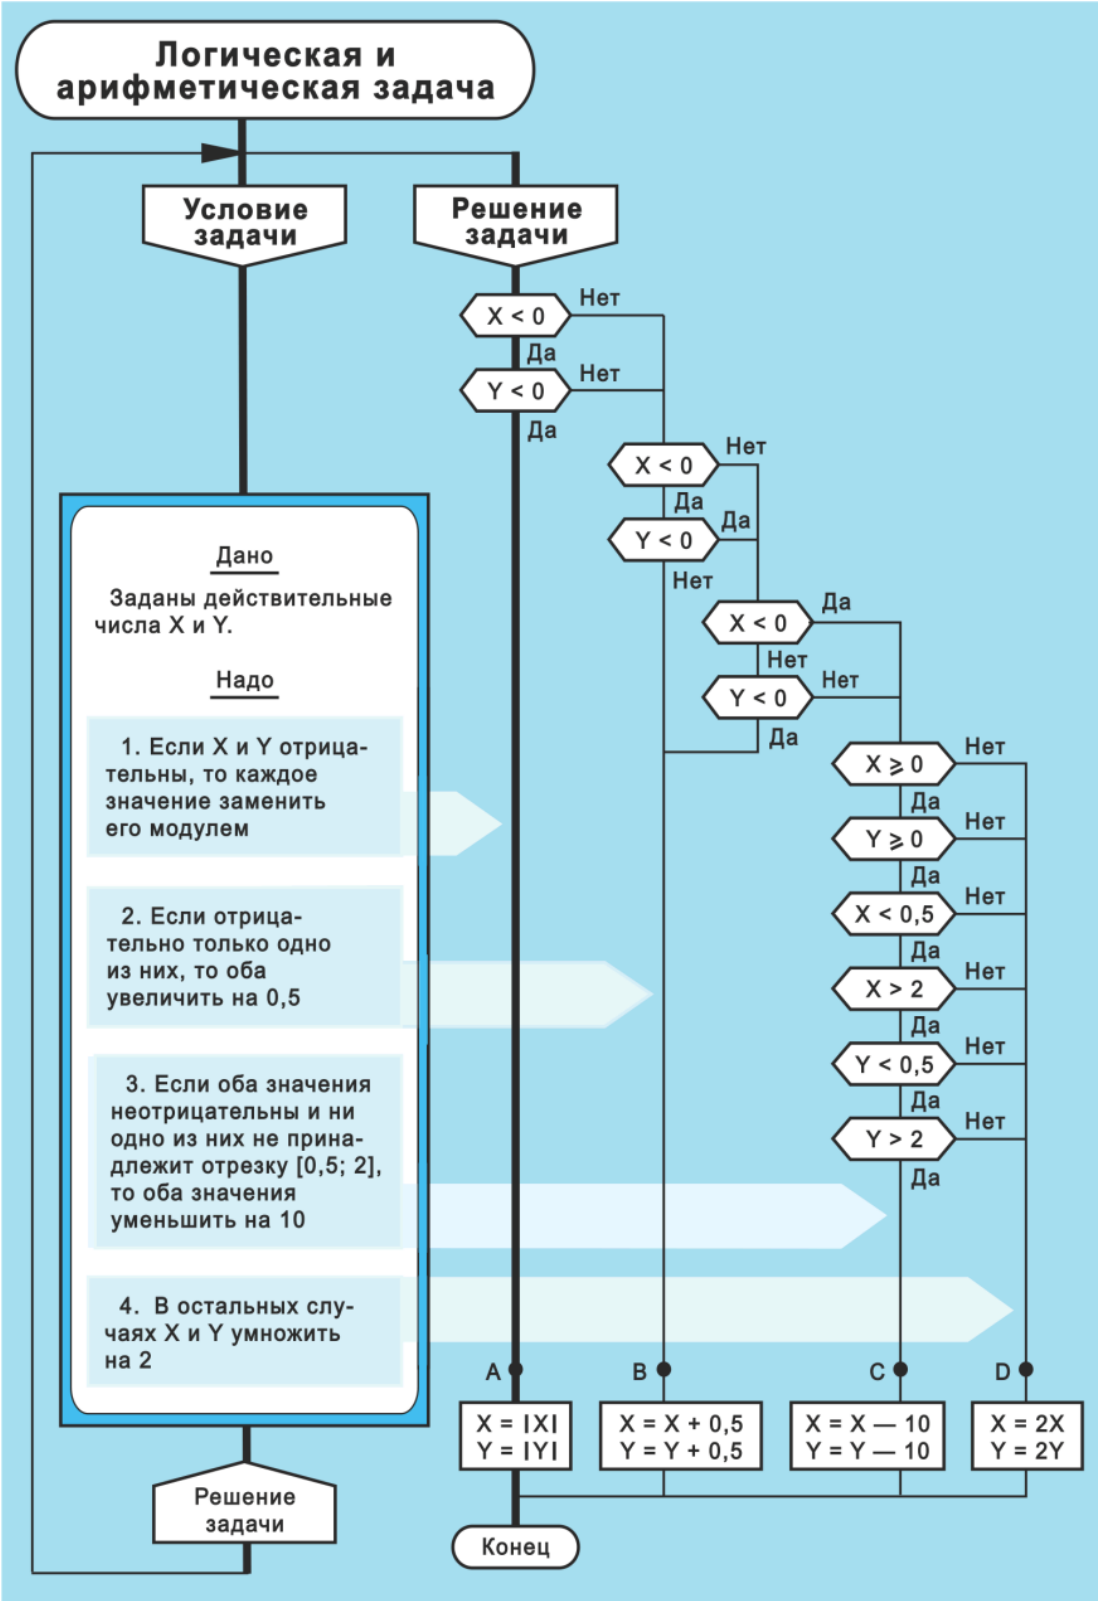 Логическая и
арифметическая задача
Условие
задачи
Дано
Заданы действительные
числа X и Y.
Надо
1. Если X и Y отрица-
тельны, то каждое
значение заменить
его модулем
2. Если отрица-
тельно только одно
из них, то оба
увеличить на 0,5
3. Если оба значения
неотрицательны и ни
одно из них не прина-
длежит отрезку [0,5; 2],
то оба значения
уменьшить на 10
4. В остальных слу-
чаях X и Y умножить
на 2
Решение
задачи
Решение
задачи
X < 0
Нет
Да
Y < 0
Нет
Да
X < 0
Нет
Да
Y < 0
Да
Нет
X < 0
Да
Нет
Y < 0
Нет
Да
X ⩾ 0
Нет
Да
Y ⩾ 0
Нет
Да
X < 0,5
Нет
Да
X > 2
Нет
Да
Y < 0,5
Нет
Да
Y > 2
Нет
Да
A
X = |X|
Y = |Y|
B
X = X + 0,5
Y = Y + 0,5
C
X = X — 10
Y = Y — 10
D
X = 2X
Y = 2Y
Конец